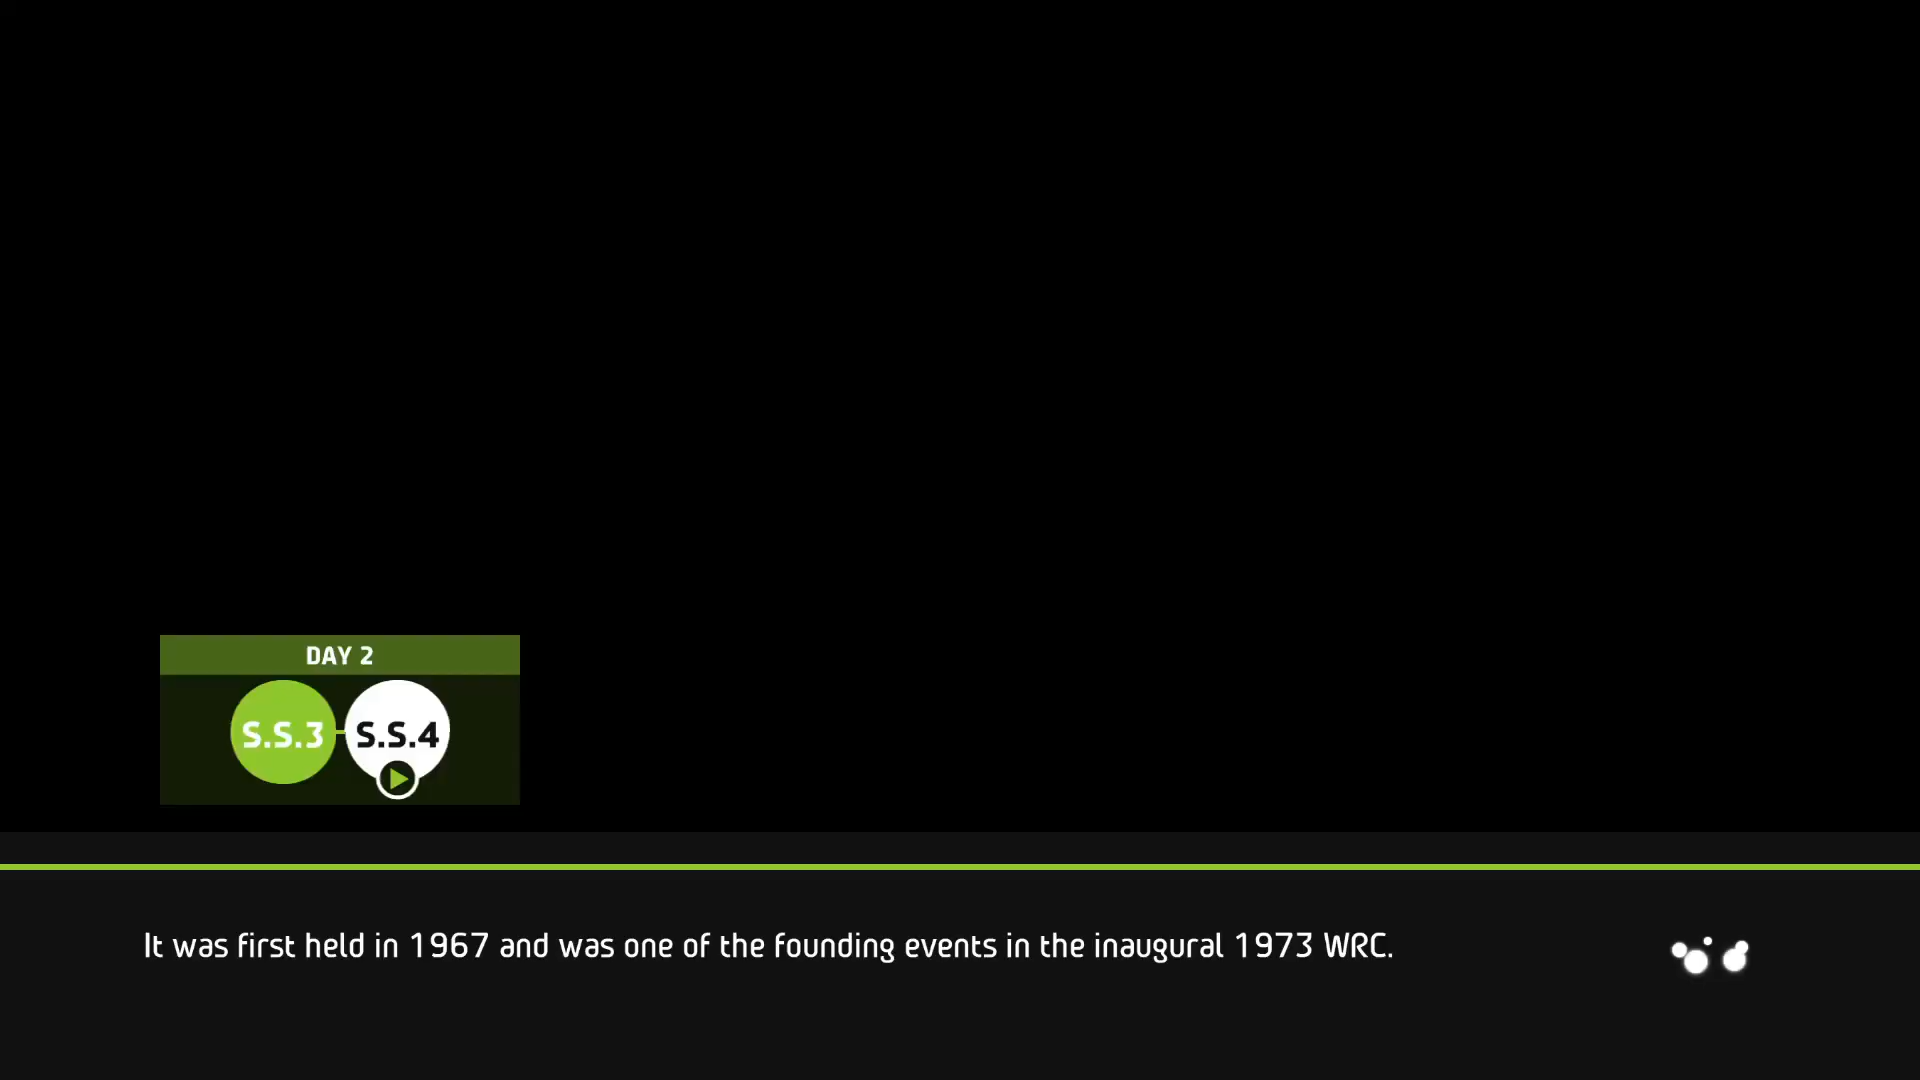 DAY 2
S.S.3
S.S.4
It was first held in 1967 and was one of the founding events in the inaugural 1973 WRC.